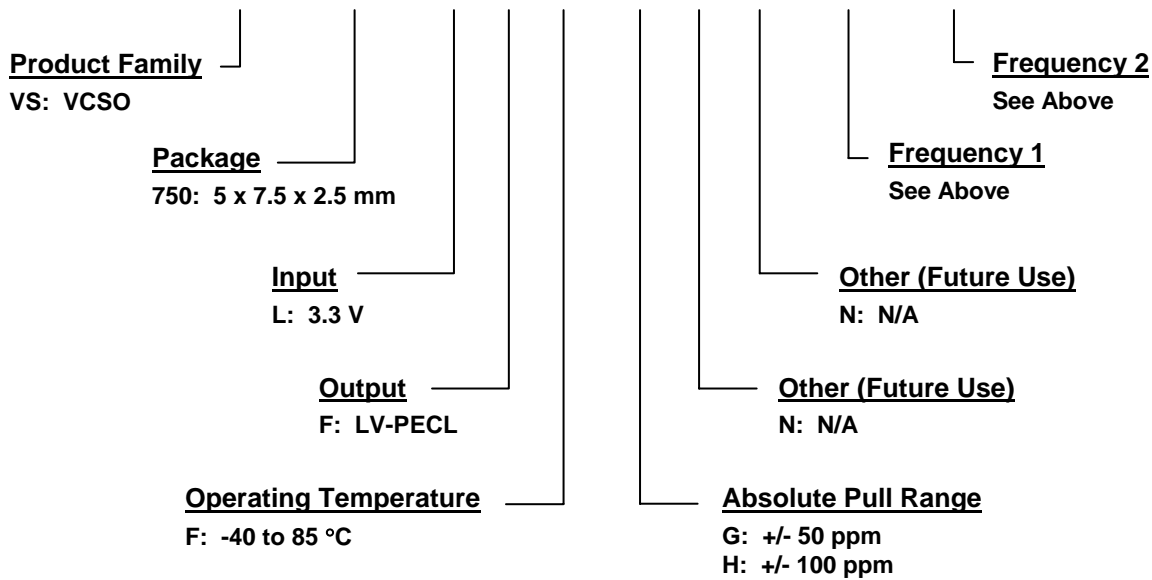 Product Family
VS: VCSO
Frequency 2
See Above
Package
750: 5 x 7.5 x 2.5 mm
Frequency 1
See Above
Input
L: 3.3 V
Other (Future Use)
N: N/A
Output
F: LV-PECL
Other (Future Use)
N: N/A
Operating Temperature
F: -40 to 85 °C
Absolute Pull Range
G: +/- 50 ppm
H: +/- 100 ppm